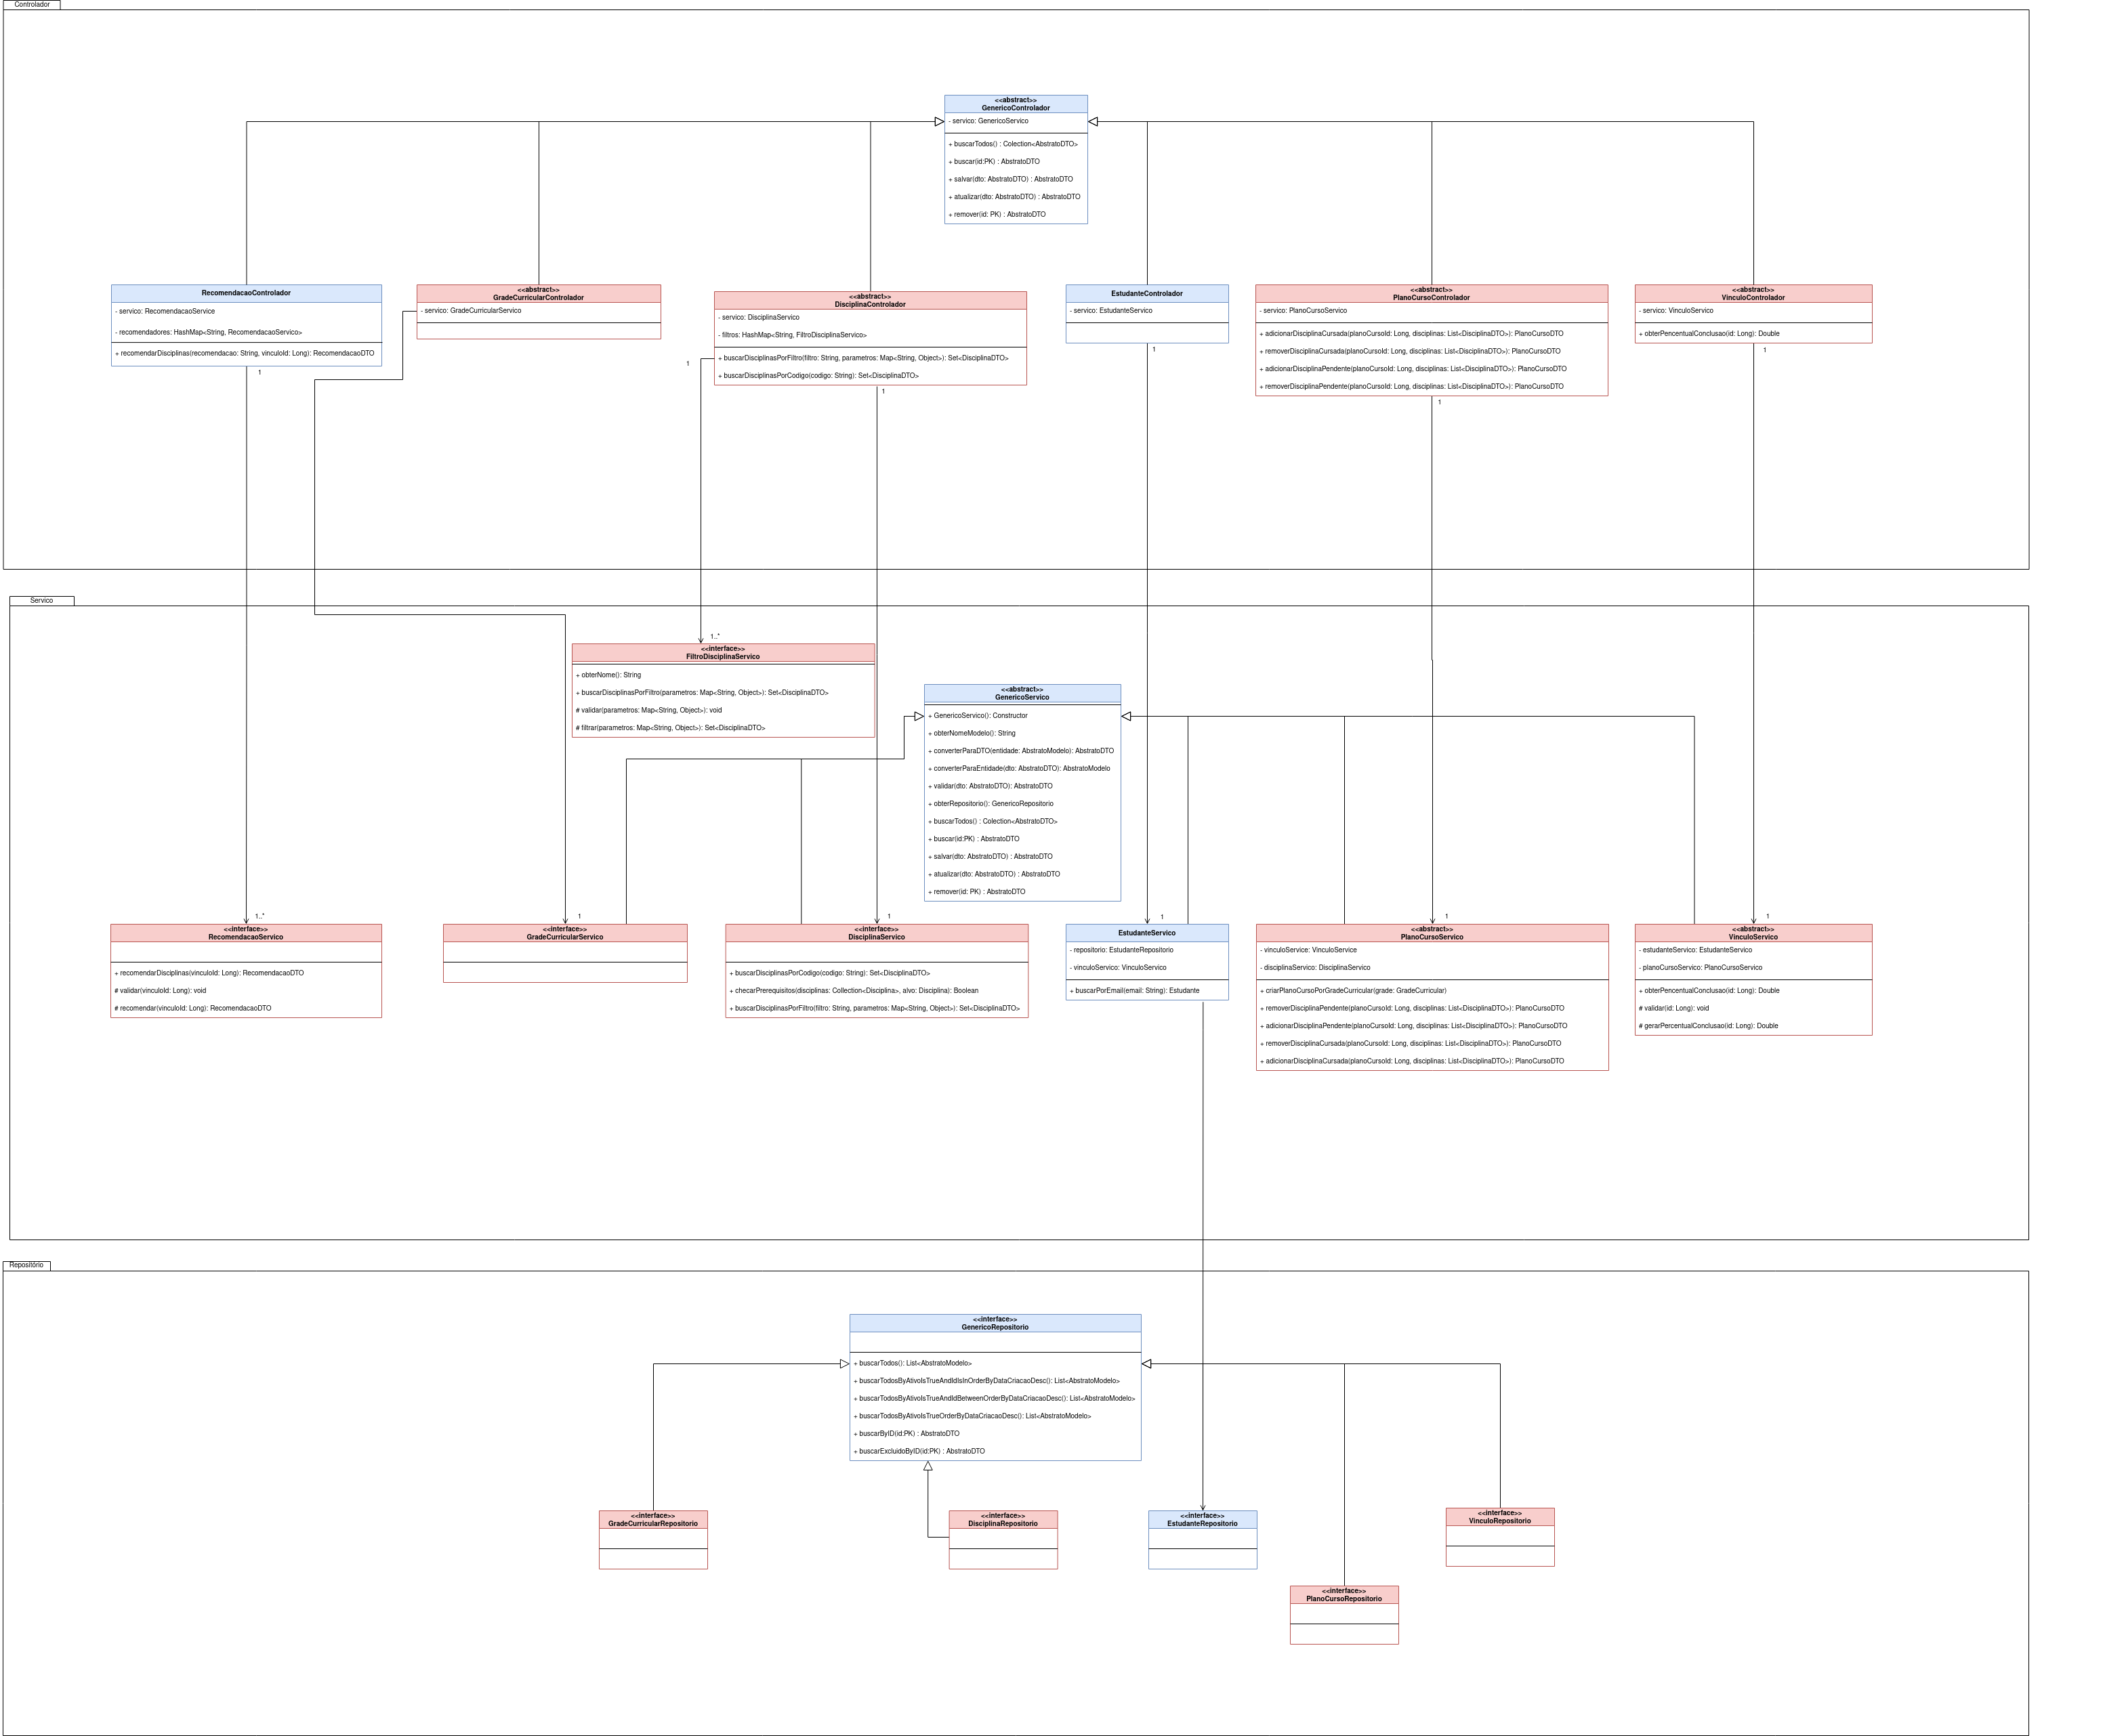 Controlador
<<abstract>>
GenericoControlador
- servico: GenericoServico
+ buscarTodos() : Colection<AbstratoDTO>
+ buscar(id:PK) : AbstratoDTO
+ salvar(dto: AbstratoDTO) : AbstratoDTO
+ atualizar(dto: AbstratoDTO) : AbstratoDTO
+ remover(id: PK) : AbstratoDTO
RecomendacaoControlador
- servico: RecomendacaoService
- recomendadores: HashMap<String, RecomendacaoServico>
+ recomendarDisciplinas(recomendacao: String, vinculoId: Long): RecomendacaoDTO
1
<<abstract>>
GradeCurricularControlador
- servico: GradeCurricularServico
<<abstract>>
DisciplinaControlador
- servico: DisciplinaServico
- filtros: HashMap<String, FiltroDisciplinaServico>
+ buscarDisciplinasPorFiltro(filtro: String, parametros: Map<String, Object>): Set<DisciplinaDTO>
+ buscarDisciplinasPorCodigo(codigo: String): Set<DisciplinaDTO>
1
1
EstudanteControlador
- servico: EstudanteServico
1
<<abstract>>
PlanoCursoControlador
- servico: PlanoCursoServico
+ adicionarDisciplinaCursada(planoCursoId: Long, disciplinas: List<DisciplinaDTO>): PlanoCursoDTO
+ removerDisciplinaCursada(planoCursoId: Long, disciplinas: List<DisciplinaDTO>): PlanoCursoDTO
+ adicionarDisciplinaPendente(planoCursoId: Long, disciplinas: List<DisciplinaDTO>): PlanoCursoDTO
+ removerDisciplinaPendente(planoCursoId: Long, disciplinas: List<DisciplinaDTO>): PlanoCursoDTO
1
<<abstract>>
VinculoControlador
- servico: VinculoServico
+ obterPercentualConclusao(id: Long): Double
1
Servico
1..*
<<interface>>
FiltroDisciplinaServico
+ obterNome(): String
+ buscarDisciplinasPorFiltro(parametros: Map<String, Object>): Set<DisciplinaDTO>
# validar(parametros: Map<String, Object>): void
# filtrar(parametros: Map<String, Object>): Set<DisciplinaDTO>
<<abstract>>
GenericoServico
+ GenericoServico(): Constructor
+ obterNomeModelo(): String
+ converterParaDTO(entidade: AbstratoModelo): AbstratoDTO
+ converterParaEntidade(dto: AbstratoDTO): AbstratoModelo
+ validar(dto: AbstratoDTO): AbstratoDTO
+ obterRepositorio(): GenericoRepositorio
+ buscarTodos() : Colection<AbstratoDTO>
+ buscar(id:PK) : AbstratoDTO
+ salvar(dto: AbstratoDTO) : AbstratoDTO
+ atualizar(dto: AbstratoDTO) : AbstratoDTO
+ remover(id: PK) : AbstratoDTO
1..*
<<interface>>
RecomendacaoServico
+ recomendarDisciplinas(vinculoId: Long): RecomendacaoDTO
# validar(vinculoId: Long): void
# recomendar(vinculoId: Long): RecomendacaoDTO
1
<<interface>>
GradeCurricularServico
1
<<interface>>
DisciplinaServico
+ buscarDisciplinasPorCodigo(codigo: String): Set<DisciplinaDTO>
+ checarPrerequisitos(disciplinas: Collection<Disciplina>, alvo: Disciplina): Boolean
+ buscarDisciplinasPorFiltro(filtro: String, parametros: Map<String, Object>): Set<DisciplinaDTO>
1
EstudanteServico
- repositorio: EstudanteRepositorio
- vinculoServico: VinculoServico
+ buscarPorEmail(email: String): Estudante
1
<<abstract>>
PlanoCursoServico
- vinculoService: VinculoService
- disciplinaServico: DisciplinaServico
+ criarPlanoCursoPorGradeCurricular(grade: GradeCurricular)
+ removerDisciplinaPendente(planoCursoId: Long, disciplinas: List<DisciplinaDTO>): PlanoCursoDTO
+ adicionarDisciplinaPendente(planoCursoId: Long, disciplinas: List<DisciplinaDTO>): PlanoCursoDTO
+ removerDisciplinaCursada(planoCursoId: Long, disciplinas: List<DisciplinaDTO>): PlanoCursoDTO
+ adicionarDisciplinaCursada(planoCursoId: Long, disciplinas: List<DisciplinaDTO>): PlanoCursoDTO
1
<<abstract>>
VinculoServico
- estudanteServico: EstudanteServico
- planoCursoServico: PlanoCursoServico
+ obterPercentualConclusao(id: Long): Double
# validar(id: Long): void
# gerarPercentualConclusao(id: Long): Double
Repositório
<<interface>>
GenericoRepositorio
+ buscarTodos(): List<AbstratoModelo>
+ buscarTodosByAtivoIsTrueAndIdIsInOrderByDataCriacaoDesc(): List<AbstratoModelo>
+ buscarTodosByAtivoIsTrueAndIdBetweenOrderByDataCriacaoDesc(): List<AbstratoModelo>
+ buscarTodosByAtivoIsTrueOrderByDataCriacaoDesc(): List<AbstratoModelo>
+ buscarByID(id:PK) : AbstratoDTO
+ buscarExcluidoByID(id:PK) : AbstratoDTO
<<interface>>
GradeCurricularRepositorio
<<interface>>
DisciplinaRepositorio
<<interface>>
EstudanteRepositorio
<<interface>>
VinculoRepositorio
<<interface>>
PlanoCursoRepositorio